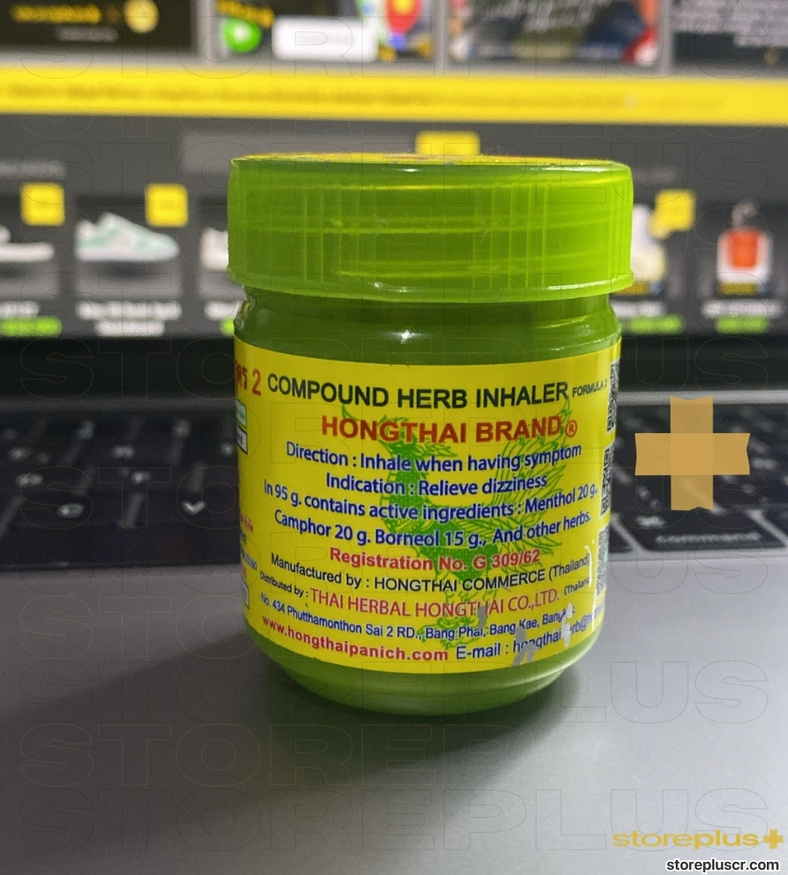 2 COMPOUND HERB INHALER FORMULA 2
HONGTHAI BRAND®
Direction : Inhale when having symptom
Indication : Relieve dizziness
In 95 g. contains active ingredients : Menthol 20 g.
Camphor 20 g. Borneol 15 g., And other herbs.
Registration No. G 309/62
Manufactured by : HONGTHAI COMMERCE (Thailand)
Distributed by : THAI HERBAL HONGTHAI CO.,LTD. (Thailand)
No. 434 Phutthamonthon Sai 2 RD., Bang Phai, Bang Kae,
www.hongthaipanich.com E-mail :
command
STOREPLUS
storeplus+
storepluscr.com